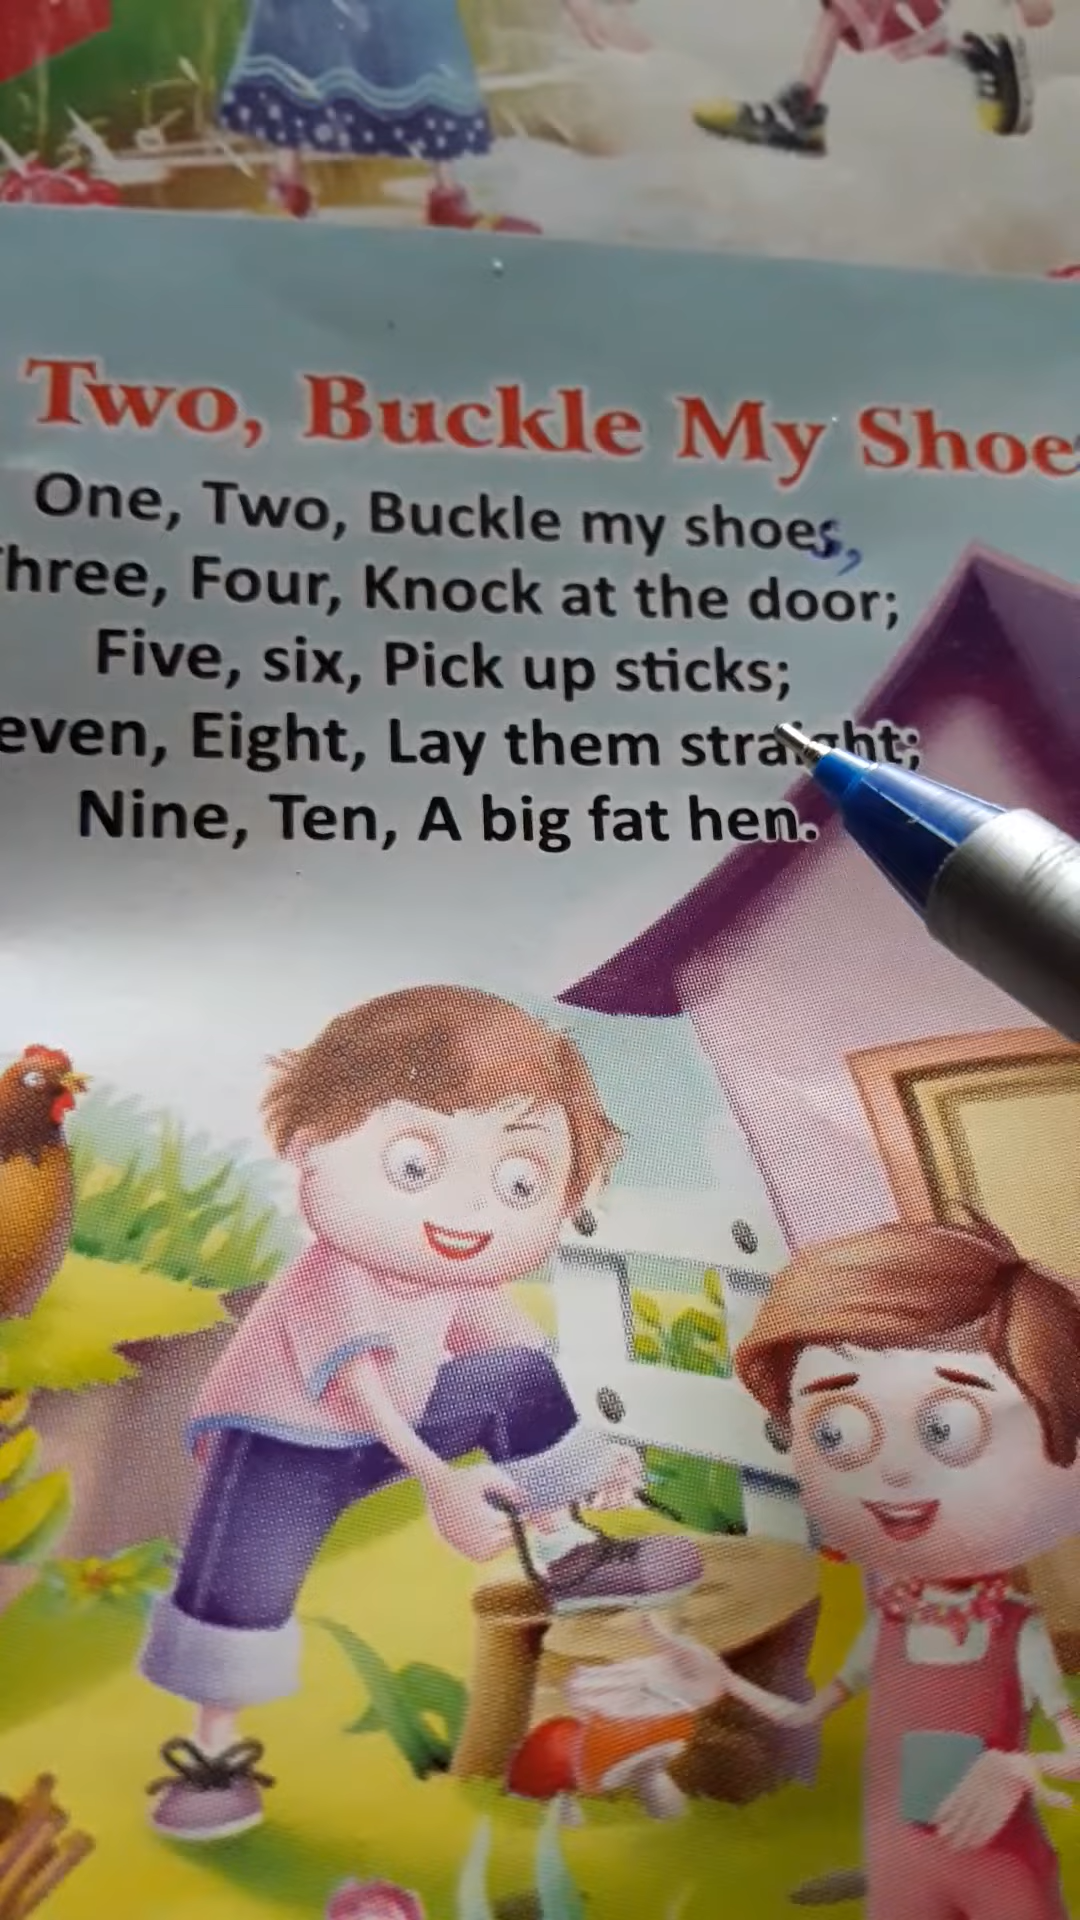 Two, Buckle My Shoe
One, Two, Buckle my shoes,
hree, Four, Knock at the door;
Five, six, Pick up sticks;
even, Eight, Lay them straight;
Nine, Ten, A big fat hen.